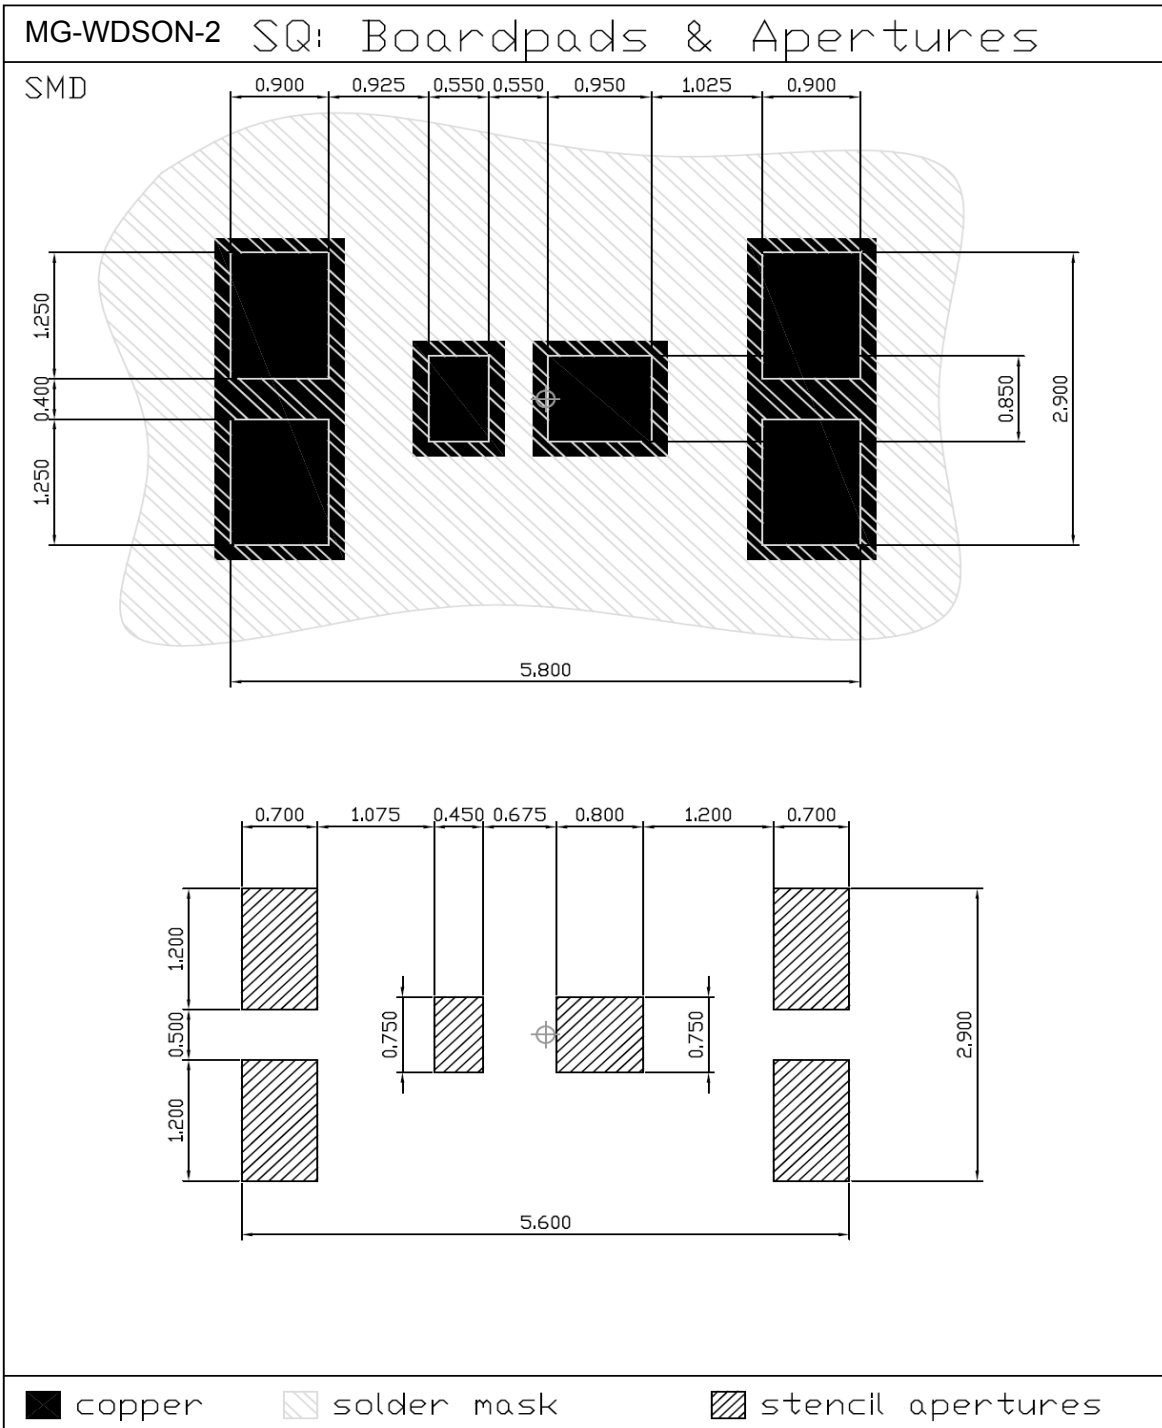 MG-WDSON-2 SQ: Boardpads & Apertures
SMD
0.900 0.925 0.550 0.550 0.950 1.025 0.900
1.250
0.400
1.250
0.850
2.900
5.800
0.700 1.075 0.450 0.675 0.800 1.200 0.700
1.200
0.500
1.200
0.750
0.750
2.900
5.600
copper solder mask stencil apertures